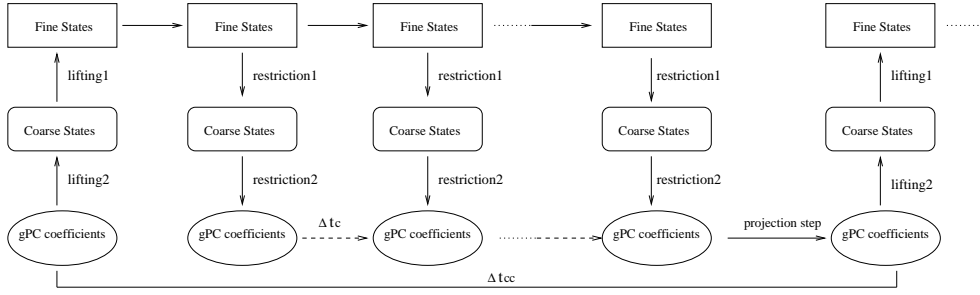 Fine States Fine States Fine States Fine States Fine States
lifting1 restriction1 restriction1 restriction1 lifting1
Coarse States Coarse States Coarse States Coarse States Coarse States
lifting2 restriction2 restriction2 restriction2 lifting2
Δtc projection step
gPC coefficients gPC coefficients gPC coefficients gPC coefficients gPC coefficients
Δtcc